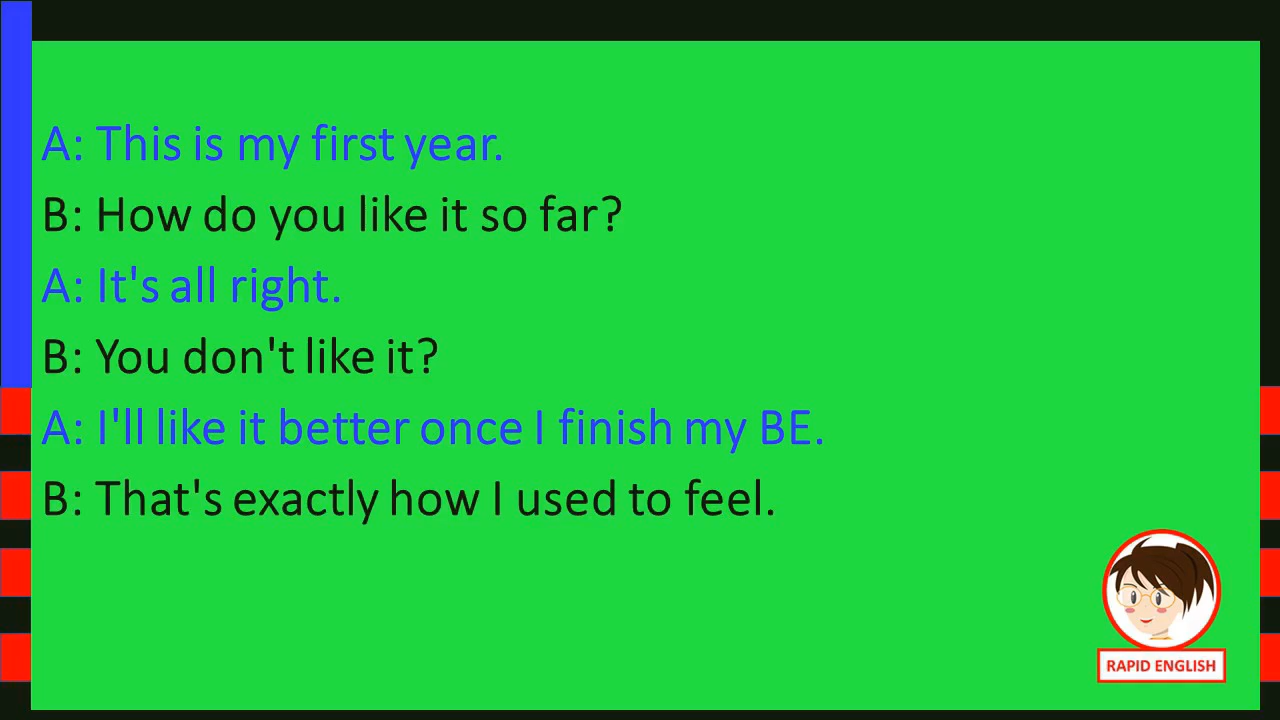 A: This is my first year.
B: How do you like it so far?
A: It's all right.
B: You don't like it?
A: I'll like it better once I finish my BE.
B: That's exactly how I used to feel.
RAPID ENGLISH